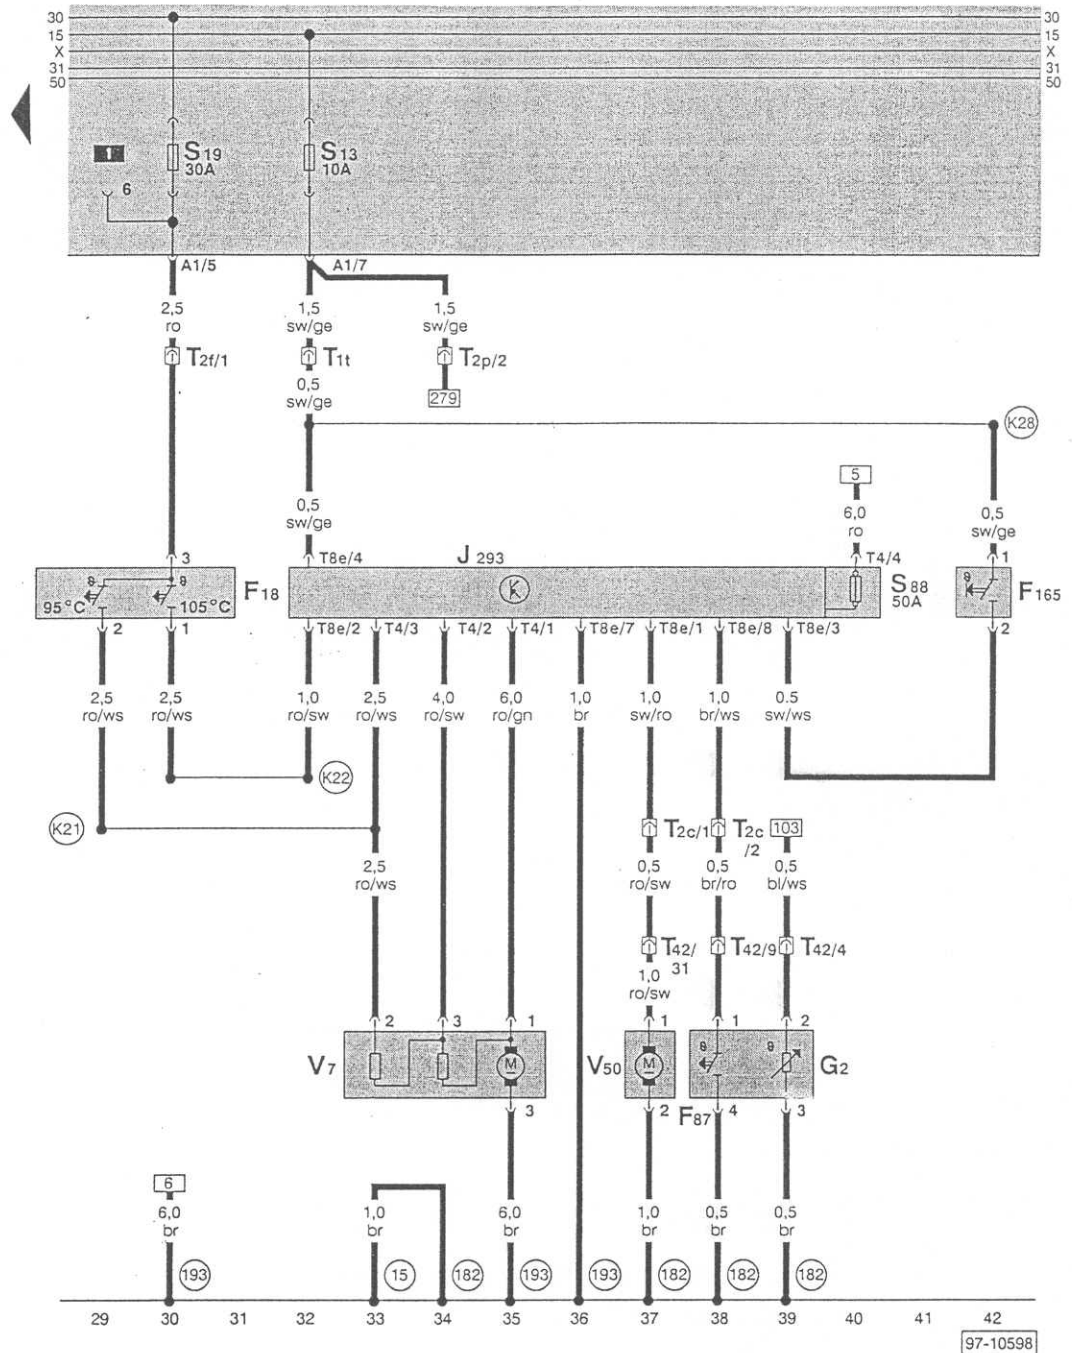 30 30
15 15
X X
31 31
50 50
1 S19 S13
30A 10A
6
A1/5 A1/7
2,5 1,5 1,5
ro sw/ge sw/ge
T2f/1 T1t T2p/2
0,5 279
sw/ge
K28
5
0,5 6,0 0,5
sw/ge ro sw/ge
3 T8e/4 J293 T4/4 1
F18 S88 F165
95°C 105°C 50A
2 1 T8e/2 T4/3 T4/2 T4/1 T8e/7 T8e/1 T8e/8 T8e/3 2
2,5 2,5 1,0 2,5 4,0 6,0 1,0 1,0 1,0 0.5
ro/ws ro/ws ro/sw ro/ws ro/sw ro/gn br sw/ro br/ws sw/ws
K22
K21 T2c/1 T2c 103
/2
2,5 0,5 0,5 0,5
ro/ws ro/sw br/ro bl/ws
T42/ T42/9 T42/4
31
1,0
ro/sw
2 3 1 1 1 2
V7 M V50 M G2
3 2 F87 4 3
6
6,0 1,0 6,0 1,0 0,5 0,5
br br br br br br
193 15 182 193 193 182 182 182
29 30 31 32 33 34 35 36 37 38 39 40 41 42
97-10598